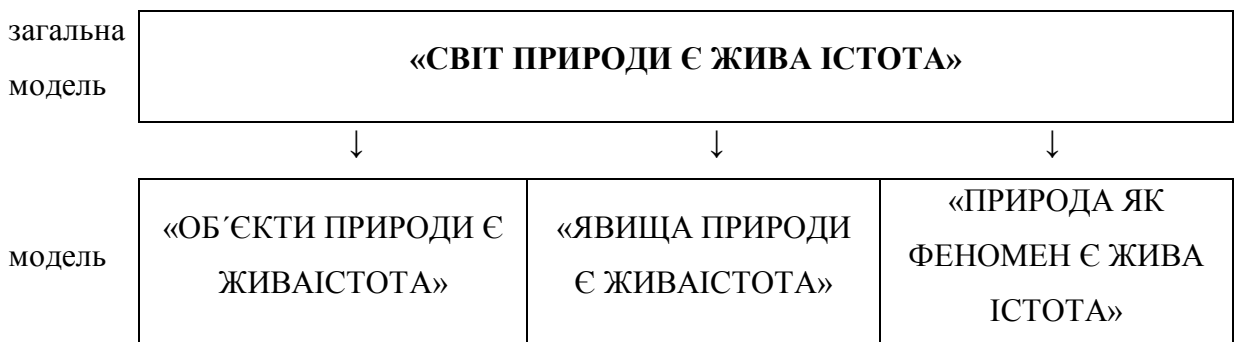 загальна
модель
«СВІТ ПРИРОДИ Є ЖИВА ІСТОТА»
↓ ↓ ↓
модель
«ОБ´ЄКТИ ПРИРОДИ Є
ЖИВАІСТОТА»
«ЯВИЩА ПРИРОДИ
Є ЖИВАІСТОТА»
«ПРИРОДА ЯК
ФЕНОМЕН Є ЖИВА
ІСТОТА»